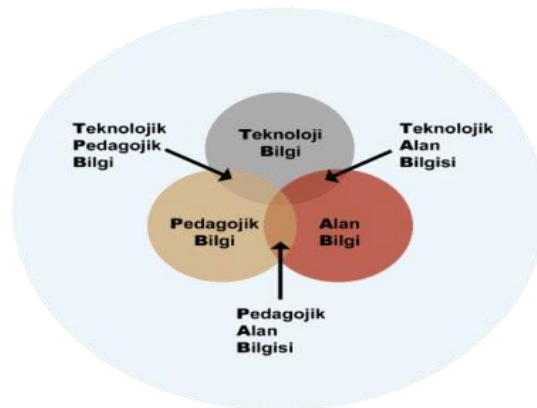 Teknolojik
Pedagojik
Bilgi
Teknoloji
Bilgi
Teknolojik
Alan
Bilgisi
Pedagojik
Bilgi
Alan
Bilgi
Pedagojik
Alan
Bilgisi